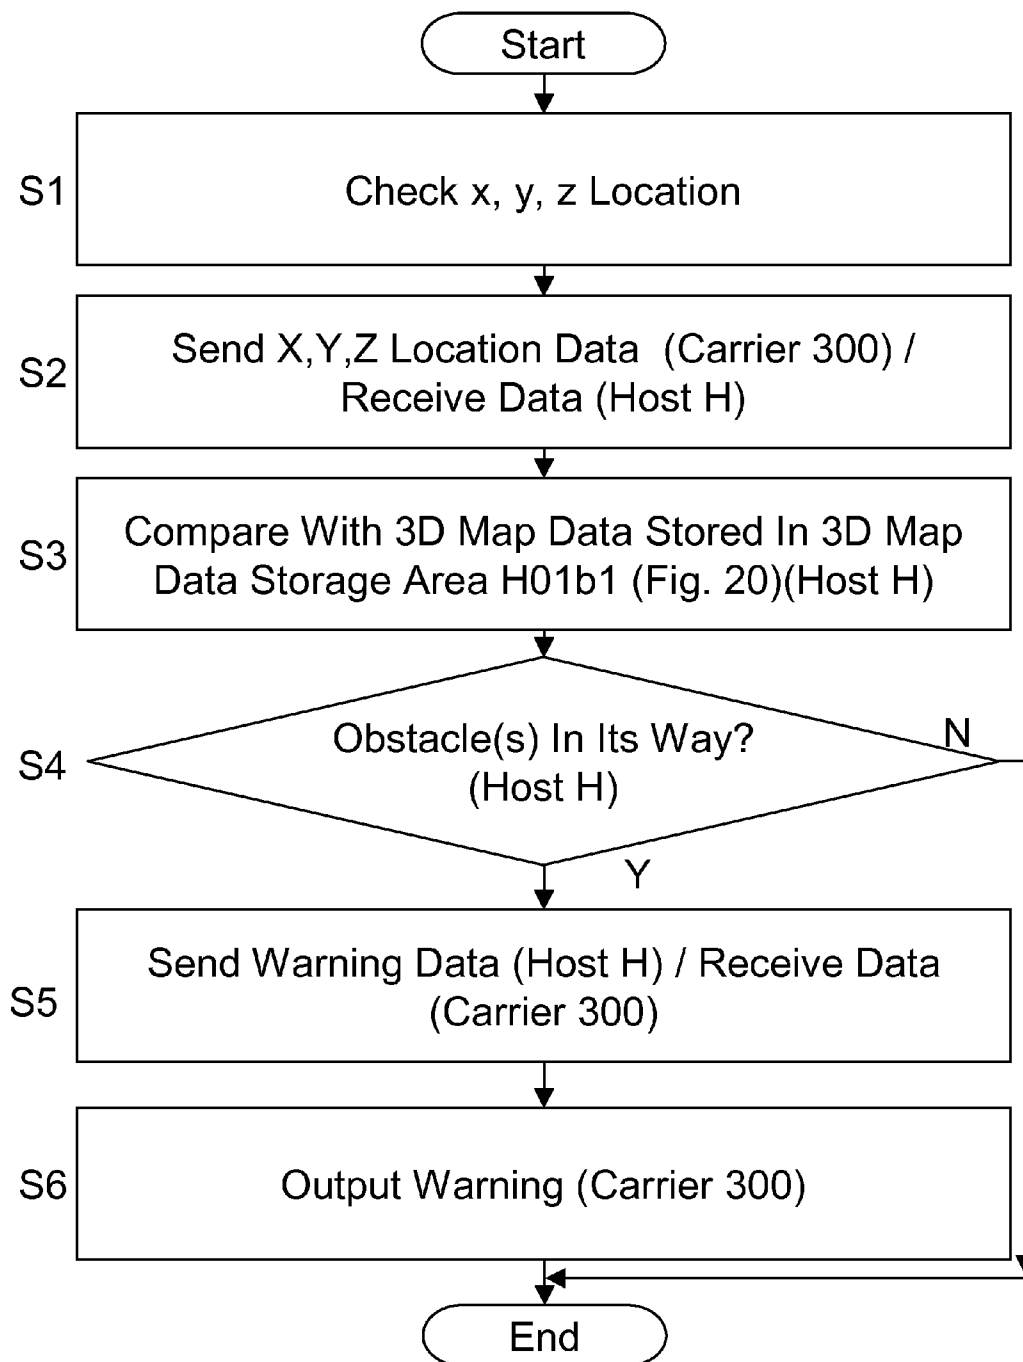 Start
S1
Check x, y, z Location
S2
Send X,Y,Z Location Data (Carrier 300) /
Receive Data (Host H)
S3
Compare With 3D Map Data Stored In 3D Map
Data Storage Area H01b1 (Fig. 20)(Host H)
S4
Obstacle(s) In Its Way?
(Host H)
N
Y
S5
Send Warning Data (Host H) / Receive Data
(Carrier 300)
S6
Output Warning (Carrier 300)
End